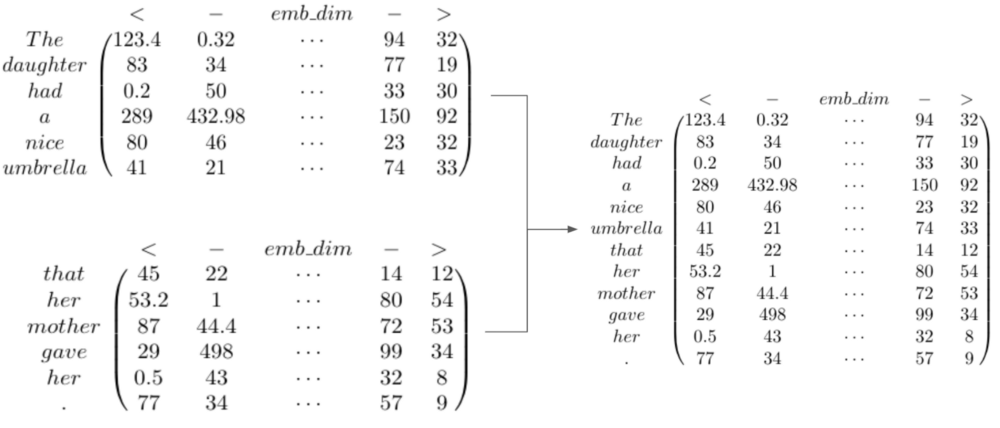 < − emb_dim − >
The 123.4 0.32 ⋯ 94 32
daughter 83 34 ⋯ 77 19
had 0.2 50 ⋯ 33 30
a 289 432.98 ⋯ 150 92
nice 80 46 ⋯ 23 32
umbrella 41 21 ⋯ 74 33
< − emb_dim − >
that 45 22 ⋯ 14 12
her 53.2 1 ⋯ 80 54
mother 87 44.4 ⋯ 72 53
gave 29 498 ⋯ 99 34
her 0.5 43 ⋯ 32 8
. 77 34 ⋯ 57 9
< − emb_dim − >
The 123.4 0.32 ⋯ 94 32
daughter 83 34 ⋯ 77 19
had 0.2 50 ⋯ 33 30
a 289 432.98 ⋯ 150 92
nice 80 46 ⋯ 23 32
umbrella 41 21 ⋯ 74 33
that 45 22 ⋯ 14 12
her 53.2 1 ⋯ 80 54
mother 87 44.4 ⋯ 72 53
gave 29 498 ⋯ 99 34
her 0.5 43 ⋯ 32 8
. 77 34 ⋯ 57 9